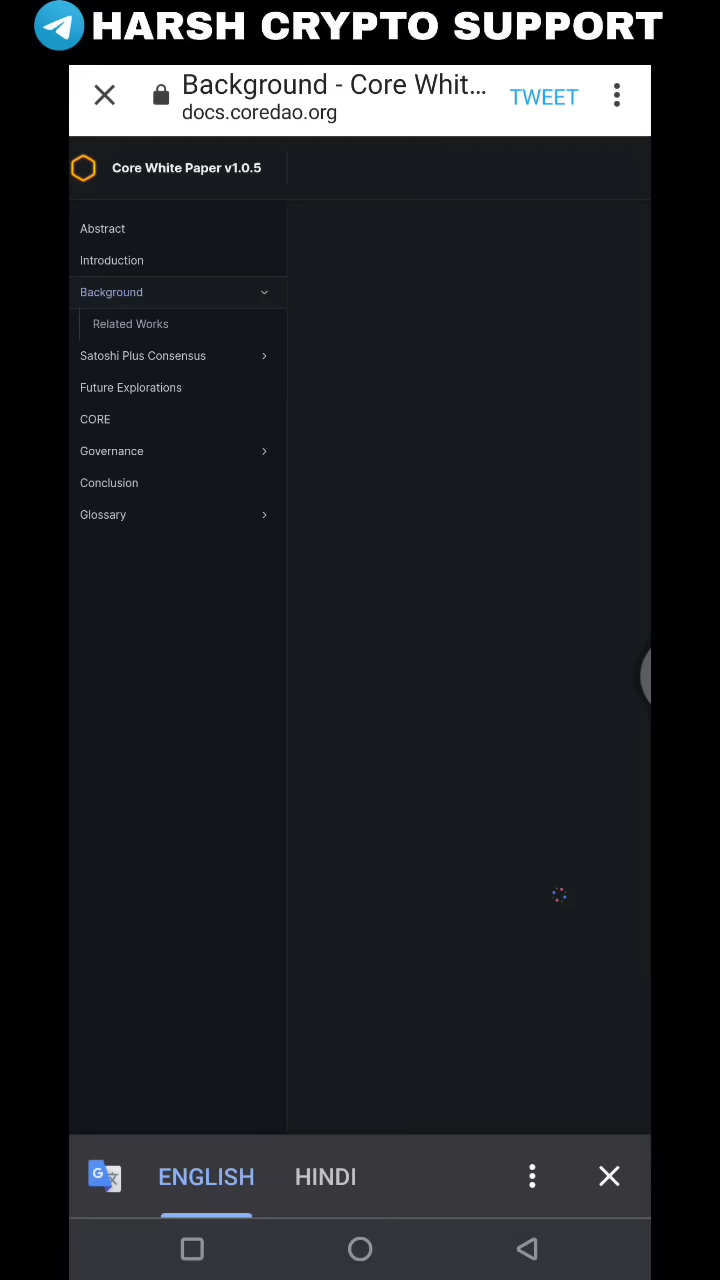 HARSH CRYPTO SUPPORT
Background - Core Whit...
TWEET
docs.coredao.org
Core White Paper v1.0.5
Abstract
Introduction
Background
Related Works
Satoshi Plus Consensus
Future Explorations
CORE
Governance
Conclusion
Glossary
G 文
ENGLISH
HINDI